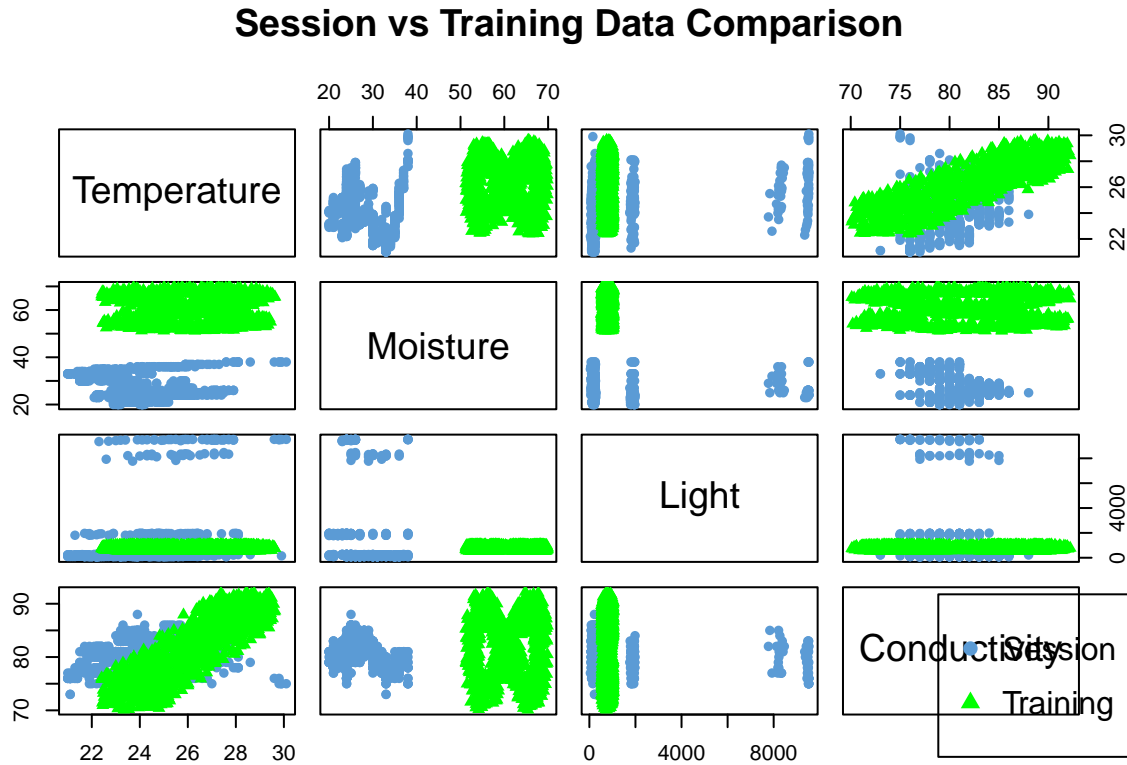 Session vs Training Data Comparison
20 30 40 50 60 70
70 75 80 85 90
Temperature
22 26 30
20 40 60
Moisture
Light
0 4000
70 80 90
Conductivity
Session
Training
22 24 26 28 30
0 4000 8000